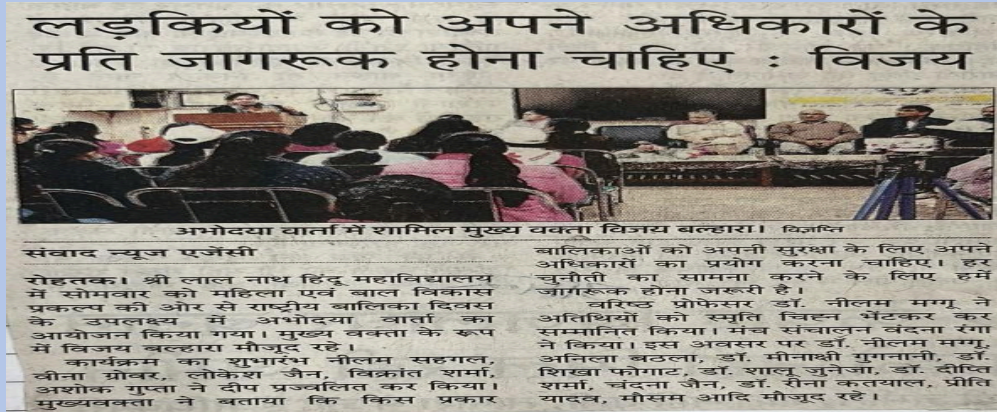 लड़कियों को अपने अधिकारों के
प्रति जागरूक होना चाहिए : विजय
अभोदया वार्ता में शामिल मुख्य वक्ता विजय बल्हारा। विज्ञप्ति
संवाद न्यूज एजेंसी
रोहतक। श्री लाल नाथ हिंदू महाविद्यालय
में सोमवार को महिला एवं बाल विकास
प्रकल्प की ओर से राष्ट्रीय बालिका दिवस
के उपलक्ष्य में अभोदया वार्ता का
आयोजन किया गया। मुख्य वक्ता के रूप
में विजय बल्हारा मौजूद रहे।
कार्यक्रम का शुभारंभ नीलम सहगल,
वीना ग्रोवर, लोकेश जैन, विक्रांत शर्मा,
अशोक गुप्ता ने दीप प्रज्वलित कर किया।
मुख्यवक्ता ने बताया कि किस प्रकार
बालिकाओं को अपनी सुरक्षा के लिए अपने
अधिकारों का प्रयोग करना चाहिए। हर
चुनौती का सामना करने के लिए हमें
जागरूक होना जरूरी है।
वरिष्ठ प्रोफेसर डॉ. नीलम मग्गू ने
अतिथियों को स्मृति चिह्न भेंटकर कर
सम्मानित किया। मंच संचालन वंदना रंगा
ने किया। इस अवसर पर डॉ. नीलम मग्गू,
अनिला बठला, डॉ. मीनाक्षी गुगनानी, डॉ.
शिखा फोगाट, डॉ. शालू जुनेजा, डॉ. दीप्ति
शर्मा, चंदना जैन, डॉ. रीना कतयाल, प्रीति
यादव, मौसम आदि मौजूद रहे।